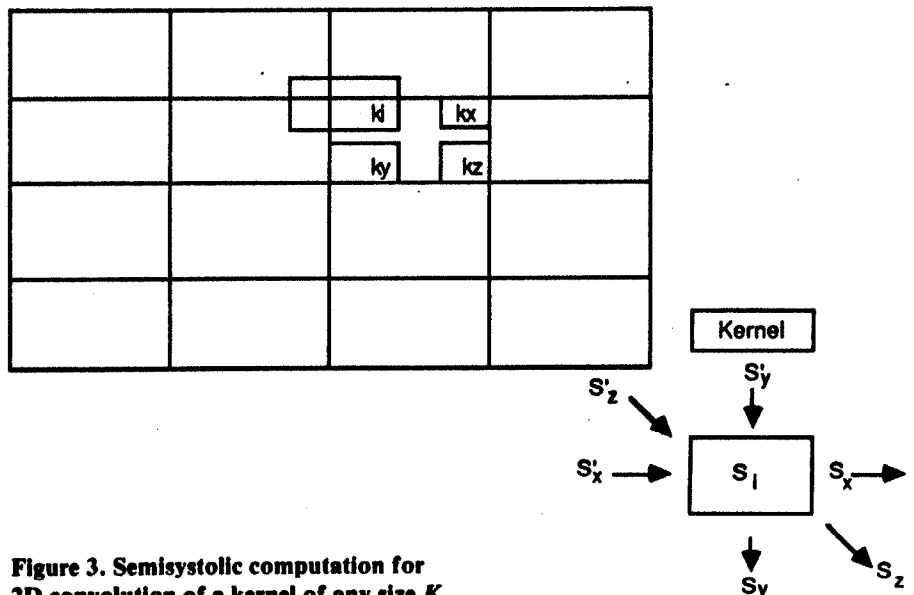 ki kx
ky kz
Kernel
S'y
S'z
S'x Si Sx
Sz
Sy
Figure 3. Semisystolic computation for
2D convolution of a kernel of any size K